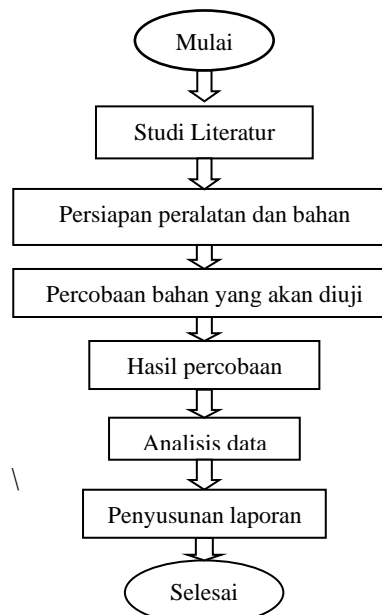 Mulai
Studi Literatur
Persiapan peralatan dan bahan
Percobaan bahan yang akan diuji
Hasil percobaan
Analisis data
\
Penyusunan laporan
Selesai